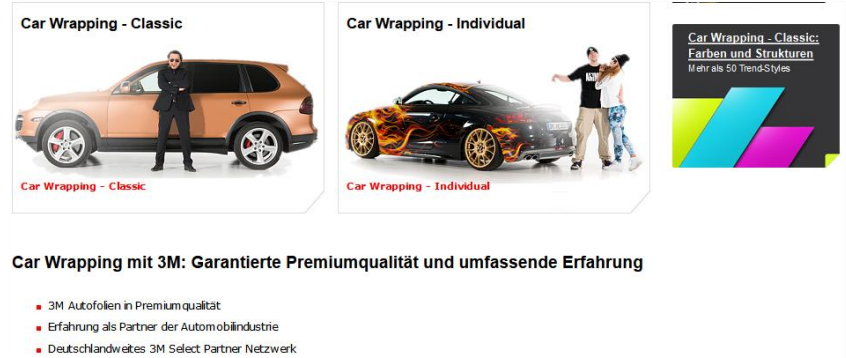 Car Wrapping - Classic
Car Wrapping - Classic
Car Wrapping - Individual
Car Wrapping - Individual
Car Wrapping - Classic:
Farben und Strukturen
Mehr als 50 Trend-Styles
Car Wrapping mit 3M: Garantierte Premiumqualität und umfassende Erfahrung
3M Autofolien in Premiumqualität
Erfahrung als Partner der Automobilindustrie
Deutschlandweites 3M Select Partner Netzwerk